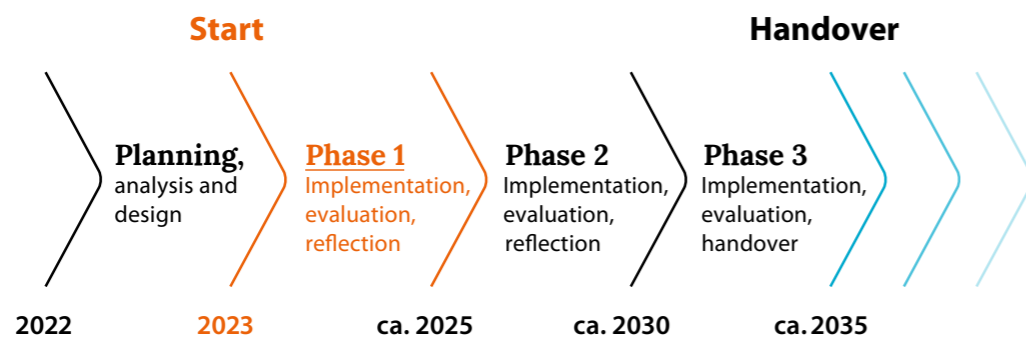 Start
Handover
Planning,
analysis and
design
Phase 1
Implementation,
evaluation,
reflection
Phase 2
Implementation,
evaluation,
reflection
Phase 3
Implementation,
evaluation,
handover
2022
2023
ca. 2025
ca. 2030
ca. 2035